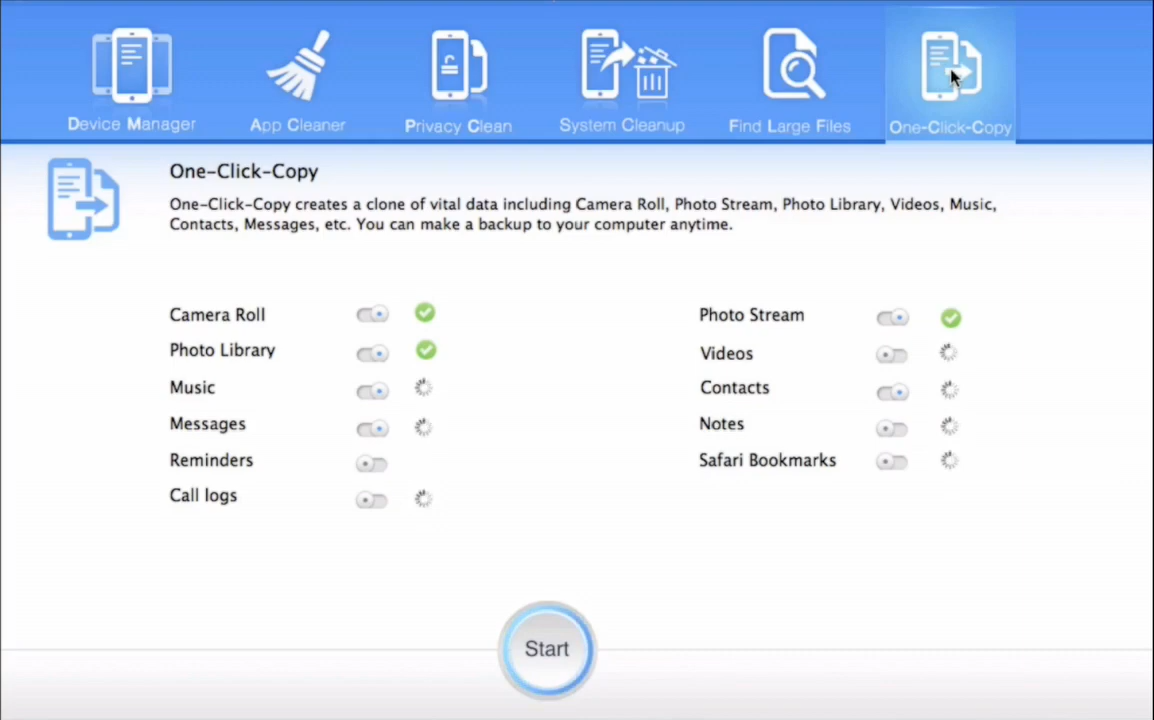 Device Manager
App Cleaner
Privacy Clean
System Cleanup
Find Large Files
One-Click-Copy
One-Click-Copy
One-Click-Copy creates a clone of vital data including Camera Roll, Photo Stream, Photo Library, Videos, Music,
Contacts, Messages, etc. You can make a backup to your computer anytime.
Camera Roll
Photo Library
Music
Messages
Reminders
Call logs
Photo Stream
Videos
Contacts
Notes
Safari Bookmarks
Start